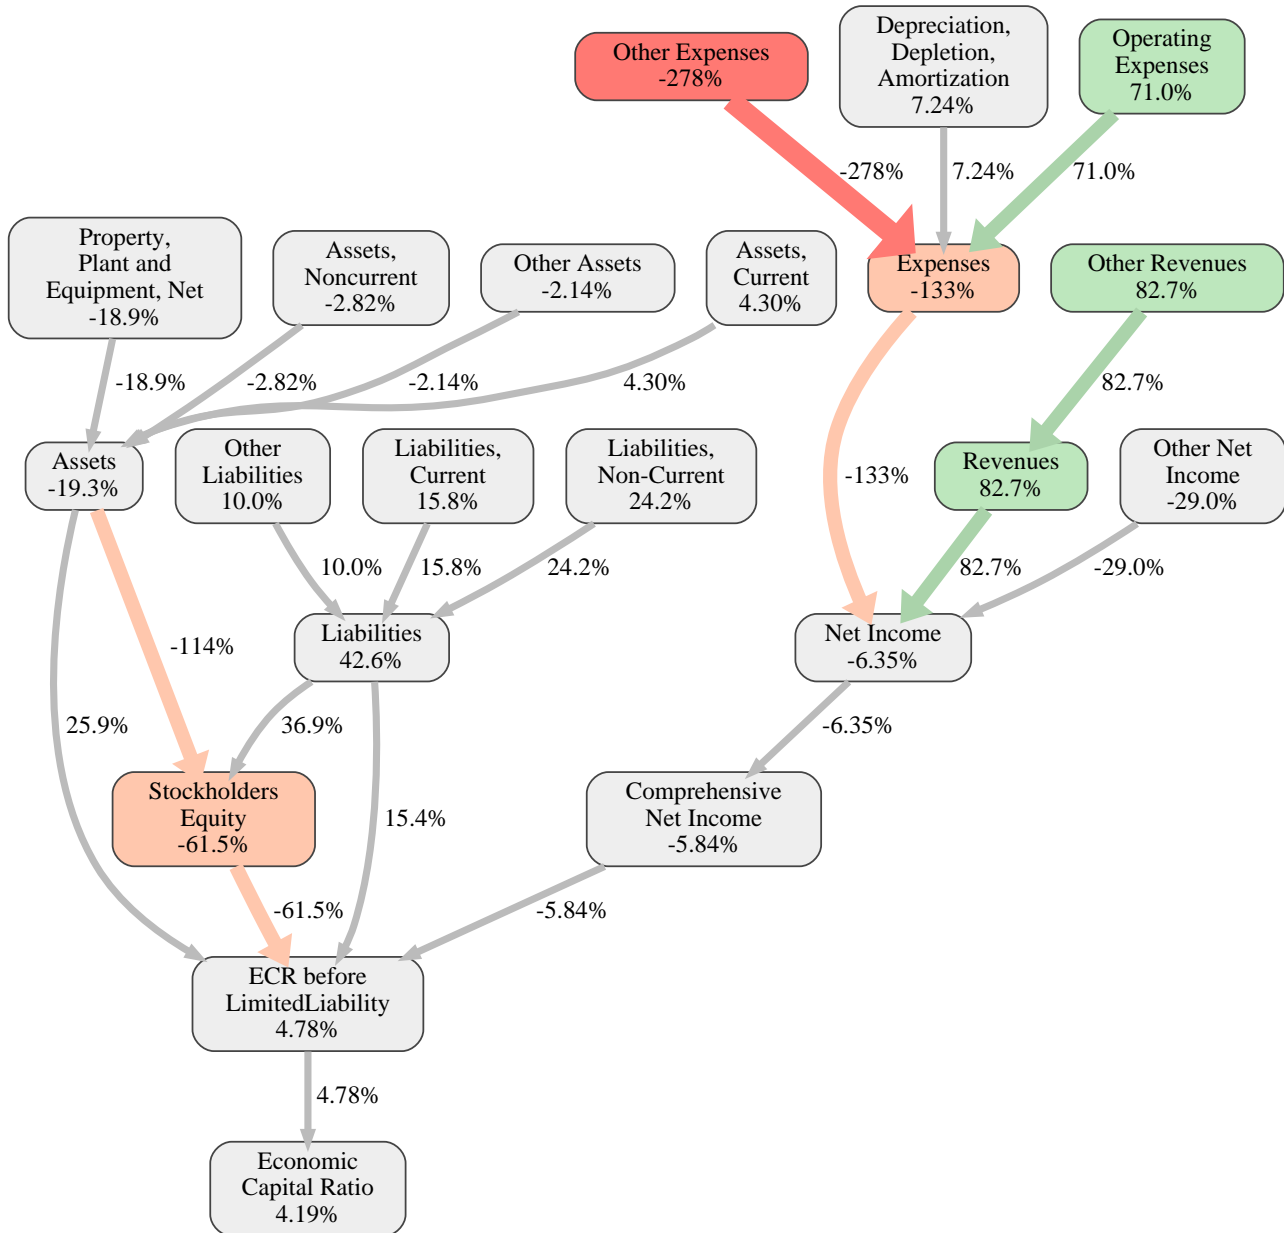 Other Expenses
-278%
Depreciation,
Depletion,
Amortization
7.24%
Operating
Expenses
71.0%
-278%
7.24%
71.0%
Property,
Plant and
Equipment, Net
-18.9%
Assets,
Noncurrent
-2.82%
Other Assets
-2.14%
Assets,
Current
4.30%
Expenses
-133%
Other Revenues
82.7%
-18.9%
-2.82%
-2.14%
4.30%
82.7%
Assets
-19.3%
Other
Liabilities
10.0%
Liabilities,
Current
15.8%
Liabilities,
Non-Current
24.2%
-133%
Revenues
82.7%
Other Net
Income
-29.0%
10.0%
15.8%
24.2%
82.7%
-29.0%
-114%
Liabilities
42.6%
Net Income
-6.35%
25.9%
36.9%
-6.35%
Stockholders
Equity
-61.5%
15.4%
Comprehensive
Net Income
-5.84%
-61.5%
-5.84%
ECR before
LimitedLiability
4.78%
4.78%
Economic
Capital Ratio
4.19%